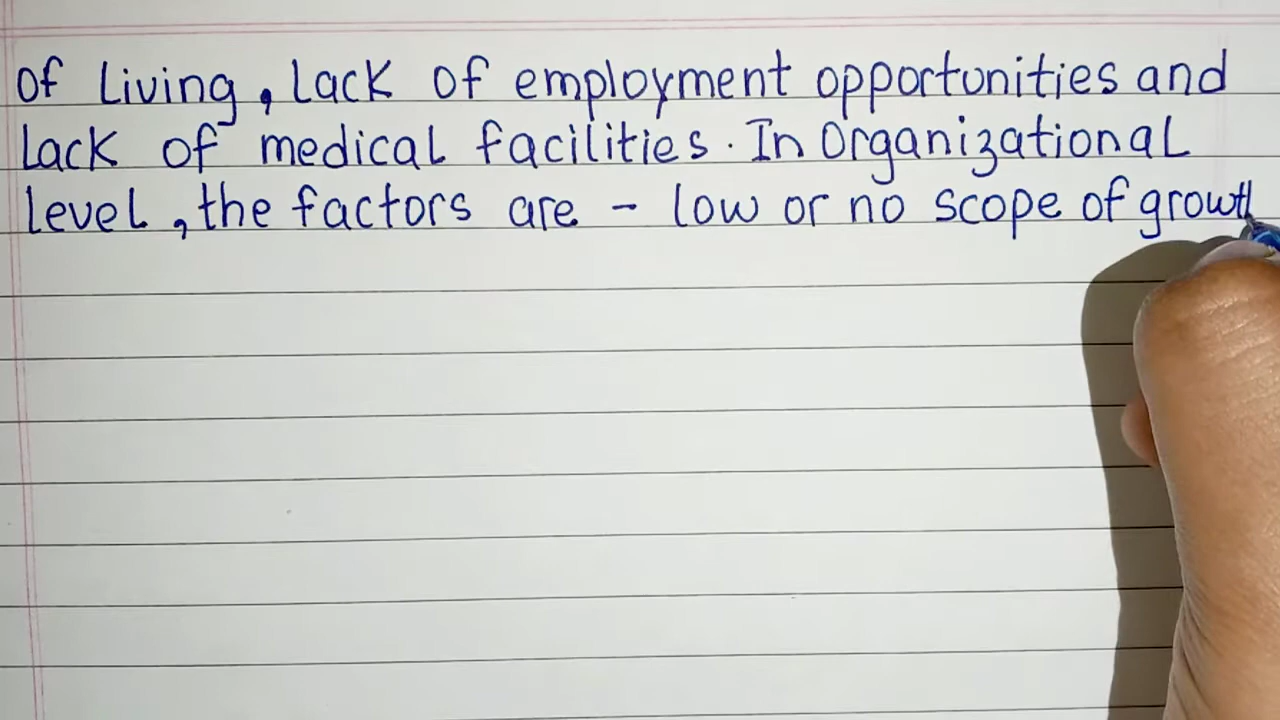 of Living, lack of employment opportunities and
lack of medical facilities. In Organizational
level, the factors are - low or no scope of growth